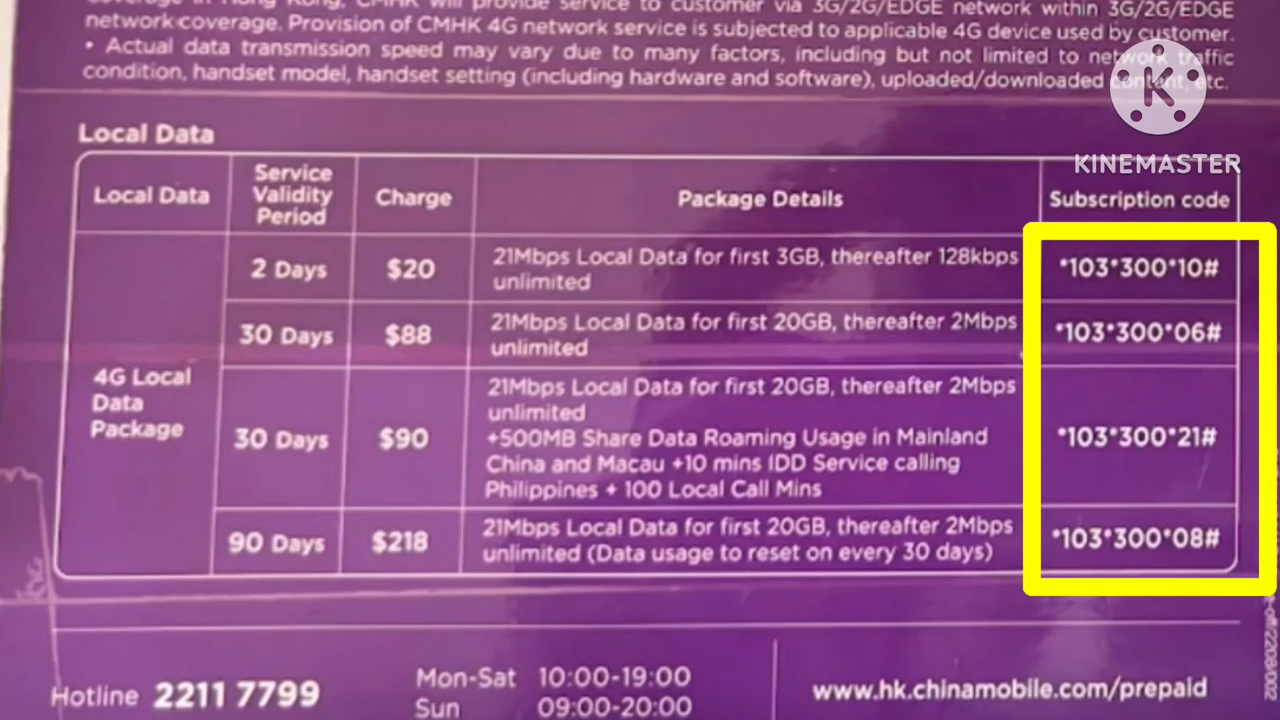 coverage in Hong Kong, CMHK will provide service to customer via 3G/2G/EDGE network within 3G/2G/EDGE
network coverage. Provision of CMHK 4G network service is subjected to applicable 4G device used by customer.
• Actual data transmission speed may vary due to many factors, including but not limited to network traffic
condition, handset model, handset setting (including hardware and software), uploaded/downloaded content, etc.
K
KINEMASTER
Local Data
Local Data
Service
Validity
Period
Charge
Package Details
Subscription code
4G Local
Data
Package
2 Days
$20
21Mbps Local Data for first 3GB, thereafter 128kbps
unlimited
*103*300*10#
30 Days
$88
21Mbps Local Data for first 20GB, thereafter 2Mbps
unlimited
*103*300*06#
30 Days
$90
21Mbps Local Data for first 20GB, thereafter 2Mbps
unlimited
+500MB Share Data Roaming Usage in Mainland
China and Macau +10 mins IDD Service calling
Philippines + 100 Local Call Mins
*103*300*21#
90 Days
$218
21Mbps Local Data for first 20GB, thereafter 2Mbps
unlimited (Data usage to reset on every 30 days)
*103*300*08#
Hotline 2211 7799
Mon-Sat 10:00-19:00
Sun 09:00-20:00
www.hk.chinamobile.com/prepaid